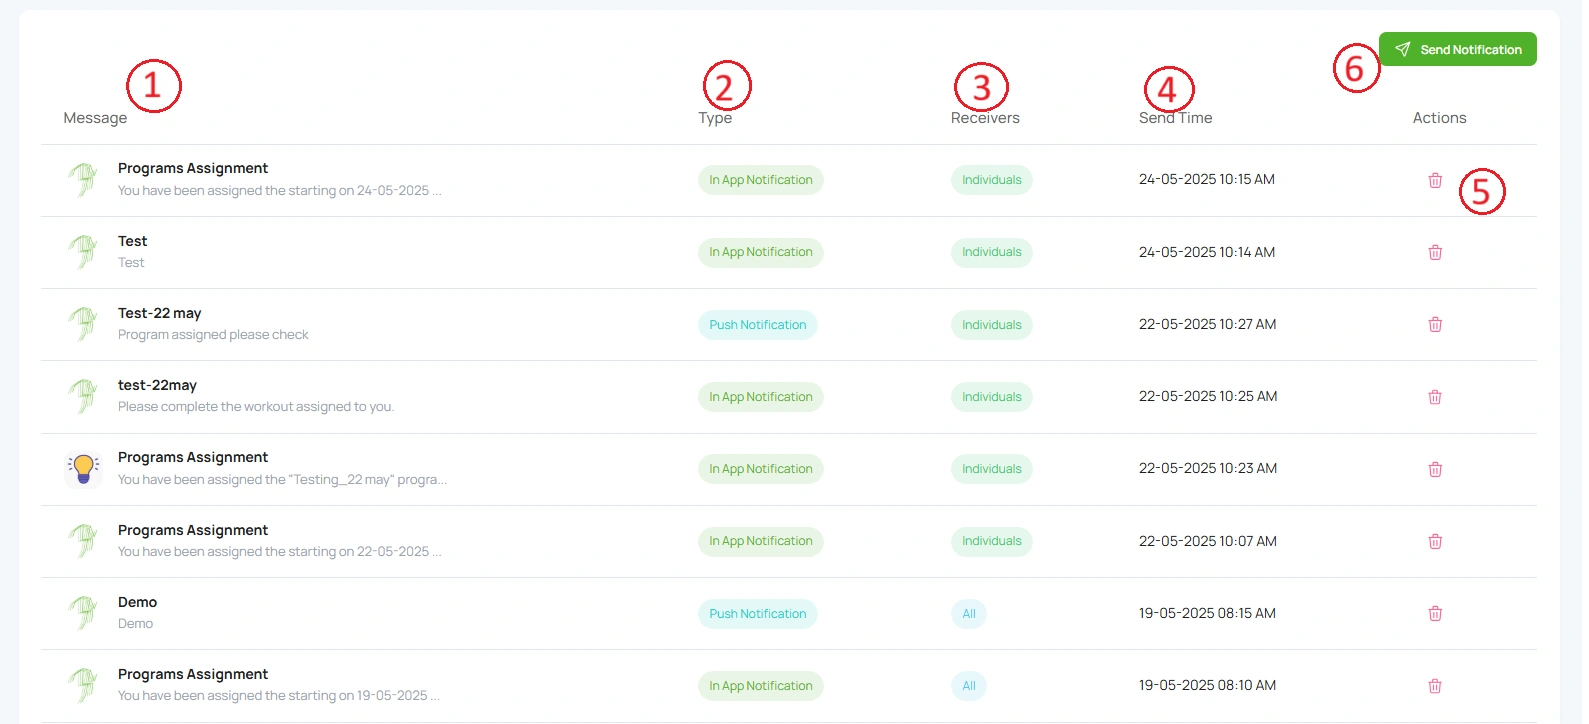 6 Send Notification
1 2 3 4
Message Type Receivers Send Time Actions
Programs Assignment
You have been assigned the starting on 24-05-2025 ...
In App Notification Individuals 24-05-2025 10:15 AM 5
Test
Test
In App Notification Individuals 24-05-2025 10:14 AM
Test-22 may
Program assigned please check
Push Notification Individuals 22-05-2025 10:27 AM
test-22may
Please complete the workout assigned to you.
In App Notification Individuals 22-05-2025 10:25 AM
Programs Assignment
You have been assigned the "Testing_22 may" progra...
In App Notification Individuals 22-05-2025 10:23 AM
Programs Assignment
You have been assigned the starting on 22-05-2025 ...
In App Notification Individuals 22-05-2025 10:07 AM
Demo
Demo
Push Notification All 19-05-2025 08:15 AM
Programs Assignment
You have been assigned the starting on 19-05-2025 ...
In App Notification All 19-05-2025 08:10 AM